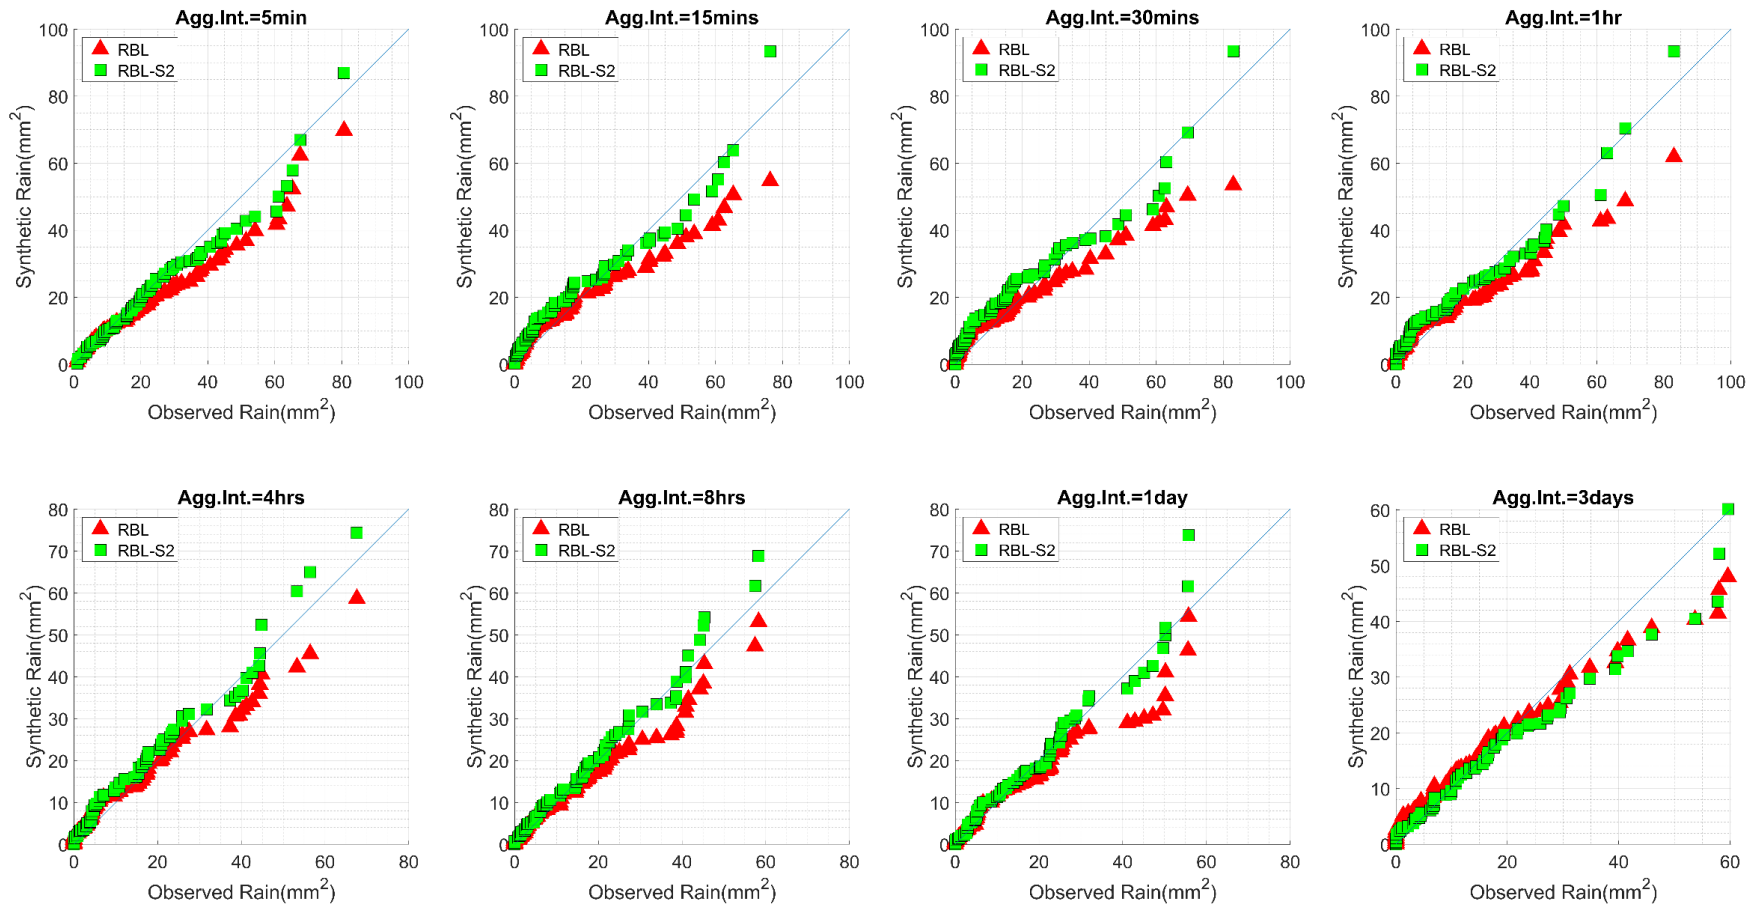 Agg.Int.=5min
100
80
60
40
20
0
0 20 40 60 80 100
Synthetic Rain(mm²)
Observed Rain(mm²)
RBL
RBL-S2
Agg.Int.=15mins
100
80
60
40
20
0
0 20 40 60 80 100
Synthetic Rain(mm²)
Observed Rain(mm²)
RBL
RBL-S2
Agg.Int.=30mins
100
80
60
40
20
0
0 20 40 60 80 100
Synthetic Rain(mm²)
Observed Rain(mm²)
RBL
RBL-S2
Agg.Int.=1hr
100
80
60
40
20
0
0 20 40 60 80 100
Synthetic Rain(mm²)
Observed Rain(mm²)
RBL
RBL-S2
Agg.Int.=4hrs
80
70
60
50
40
30
20
10
0
0 20 40 60 80
Synthetic Rain(mm²)
Observed Rain(mm²)
RBL
RBL-S2
Agg.Int.=8hrs
80
70
60
50
40
30
20
10
0
0 20 40 60 80
Synthetic Rain(mm²)
Observed Rain(mm²)
RBL
RBL-S2
Agg.Int.=1day
80
70
60
50
40
30
20
10
0
0 20 40 60 80
Synthetic Rain(mm²)
Observed Rain(mm²)
RBL
RBL-S2
Agg.Int.=3days
60
50
40
30
20
10
0
0 20 40 60
Synthetic Rain(mm²)
Observed Rain(mm²)
RBL
RBL-S2